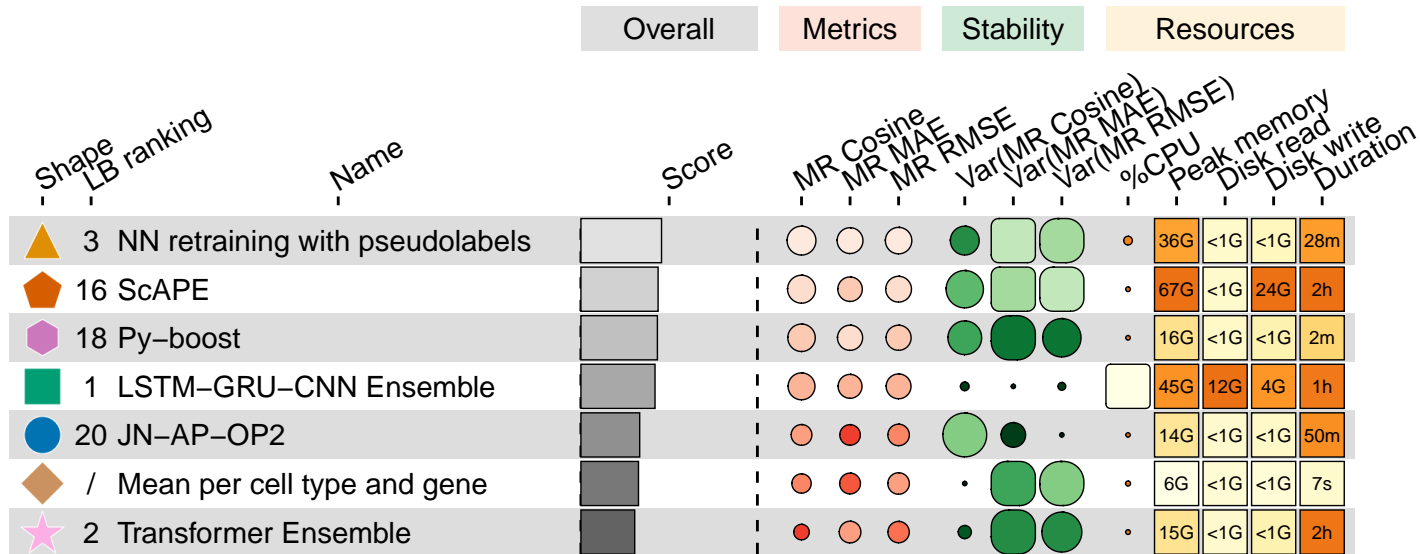 Overall Metrics Stability Resources
Shape LB ranking Name Score MR Cosine MR MAE MR RMSE Var(MR Cosine) Var(MR MAE) Var(MR RMSE) %CPU Peak memory Disk read Disk write Duration
3 NN retraining with pseudolabels 36G <1G <1G 28m
16 ScAPE 67G <1G 24G 2h
18 Py−boost 16G <1G <1G 2m
1 LSTM−GRU−CNN Ensemble 45G 12G 4G 1h
20 JN−AP−OP2 14G <1G <1G 50m
/ Mean per cell type and gene 6G <1G <1G 7s
2 Transformer Ensemble 15G <1G <1G 2h